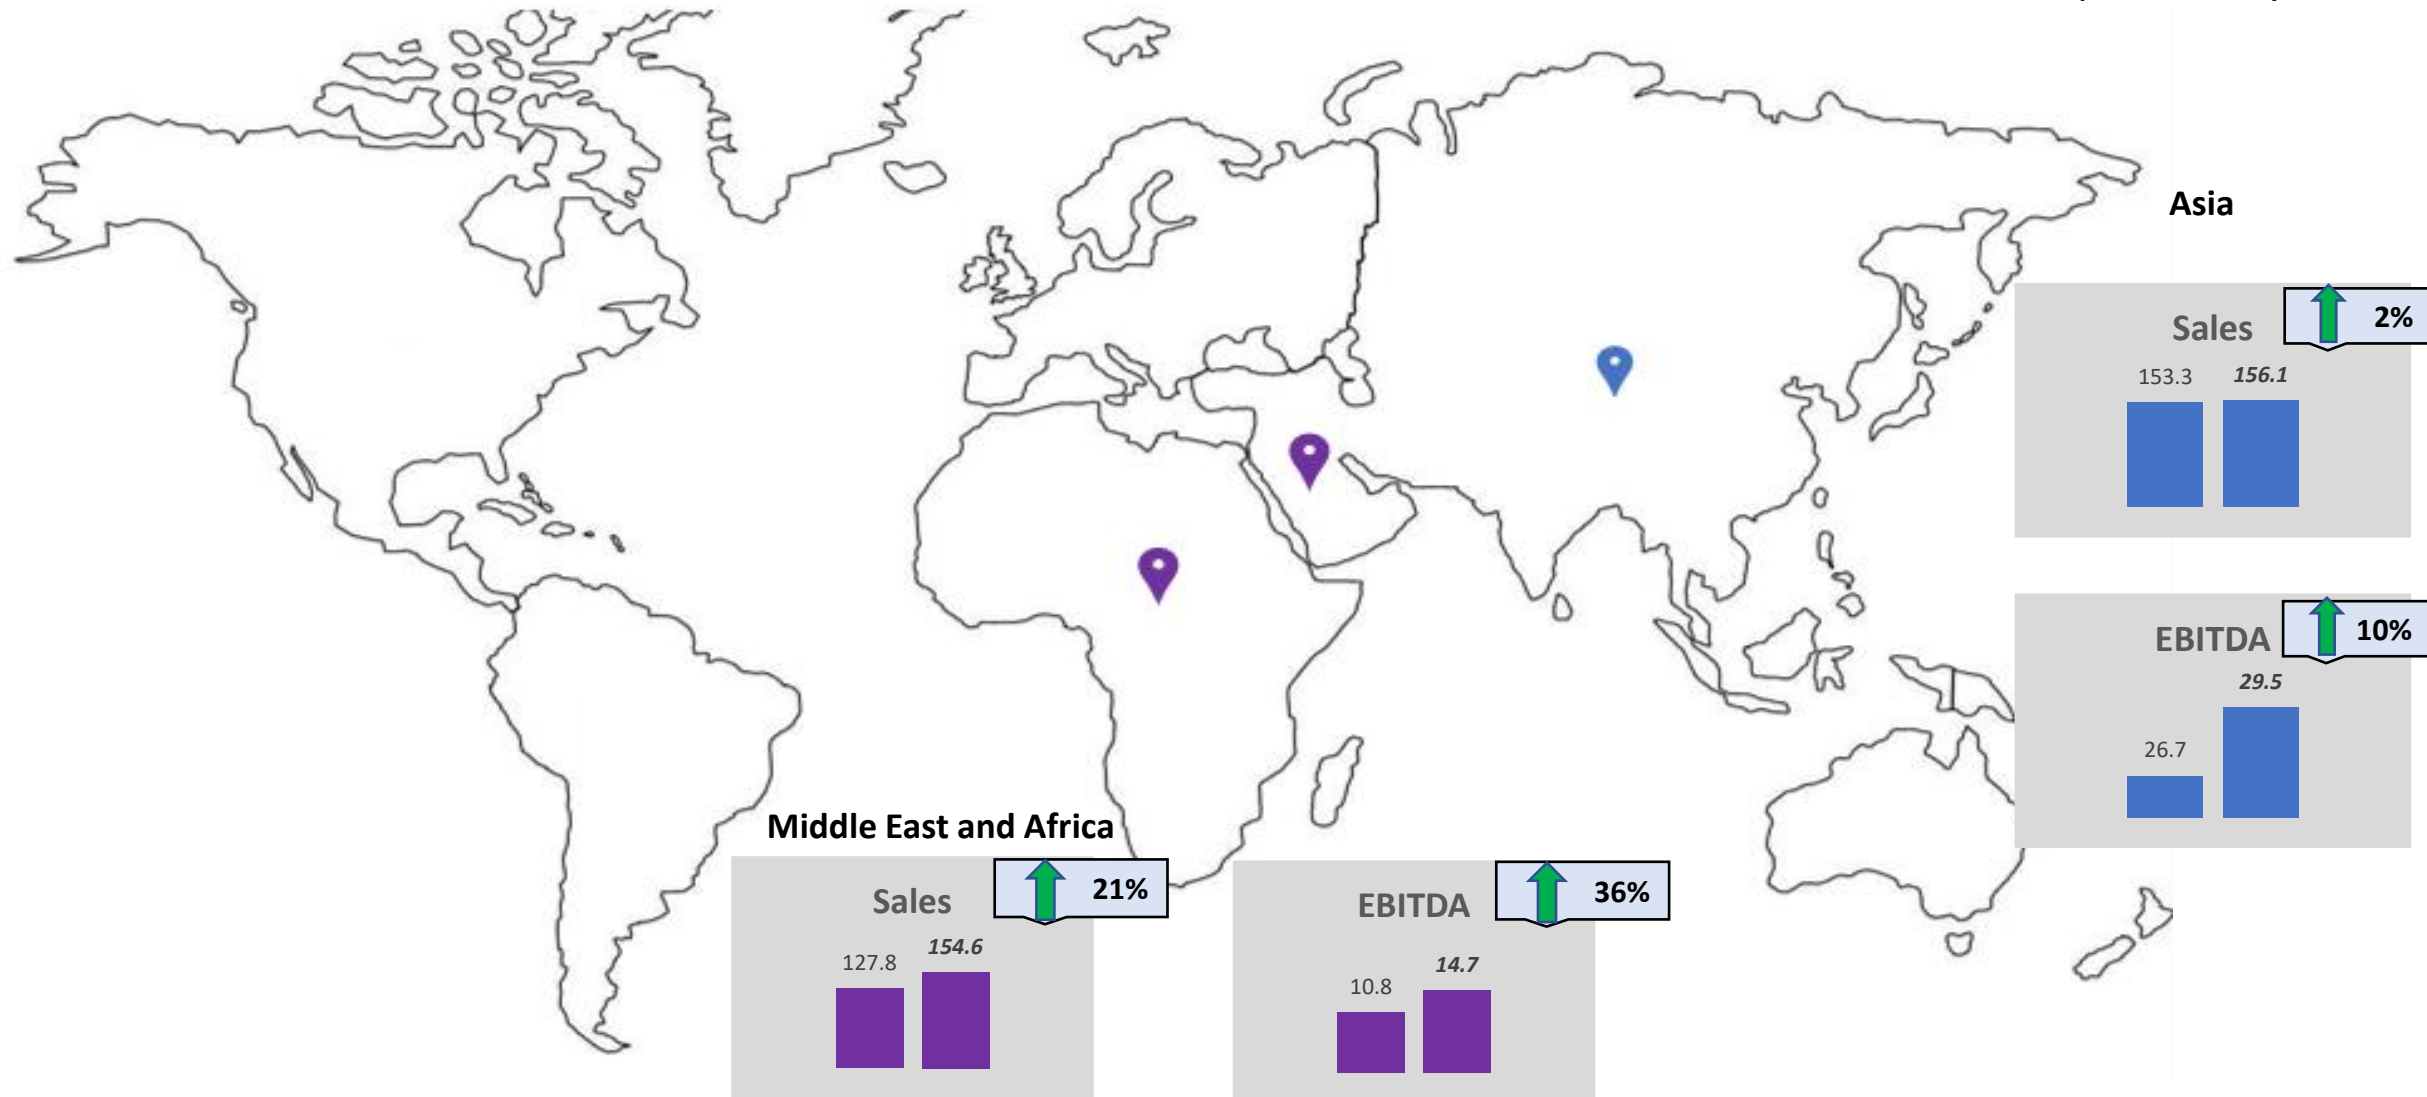 Asia
Sales
2%
153.3
156.1
EBITDA
10%
29.5
26.7
Middle East and Africa
Sales
21%
127.8
154.6
EBITDA
36%
10.8
14.7